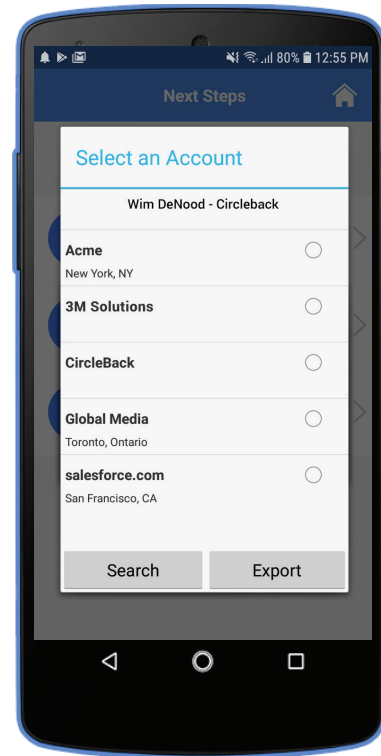 80% 12:55 PM
Next Steps
Select an Account
Wim DeNood - Circleback
Acme
New York, NY
3M Solutions
CircleBack
Global Media
Toronto, Ontario
salesforce.com
San Francisco, CA
Search
Export